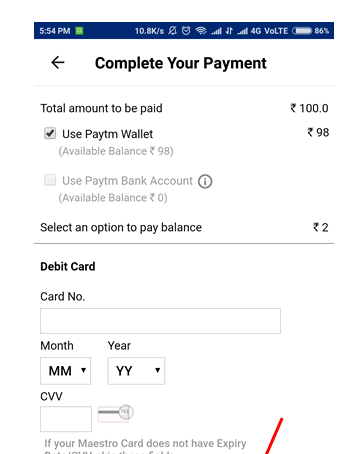 5:54 PM 10.8K/s 4G VoLTE 86%
Complete Your Payment
Total amount to be paid ₹ 100.0
Use Paytm Wallet ₹ 98
(Available Balance ₹ 98)
Use Paytm Bank Account
(Available Balance ₹ 0)
Select an option to pay balance ₹ 2
Debit Card
Card No.
Month Year
MM YY
CVV
If your Maestro Card does not have Expiry